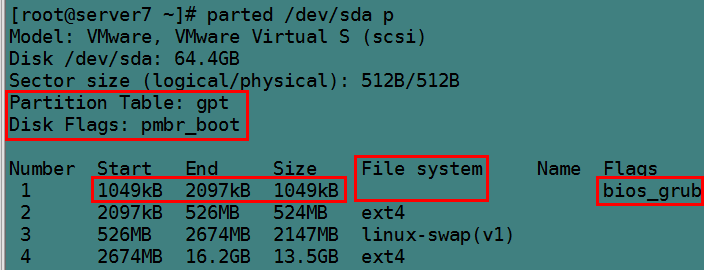 [root@server7 ~]# parted /dev/sda p
Model: VMware, VMware Virtual S (scsi)
Disk /dev/sda: 64.4GB
Sector size (logical/physical): 512B/512B
Partition Table: gpt
Disk Flags: pmbr_boot
Number  Start   End     Size    File system     Name  Flags
 1      1049kB  2097kB  1049kB                        bios_grub
 2      2097kB  526MB   524MB   ext4
 3      526MB   2674MB  2147MB  linux-swap(v1)
 4      2674MB  16.2GB  13.5GB  ext4